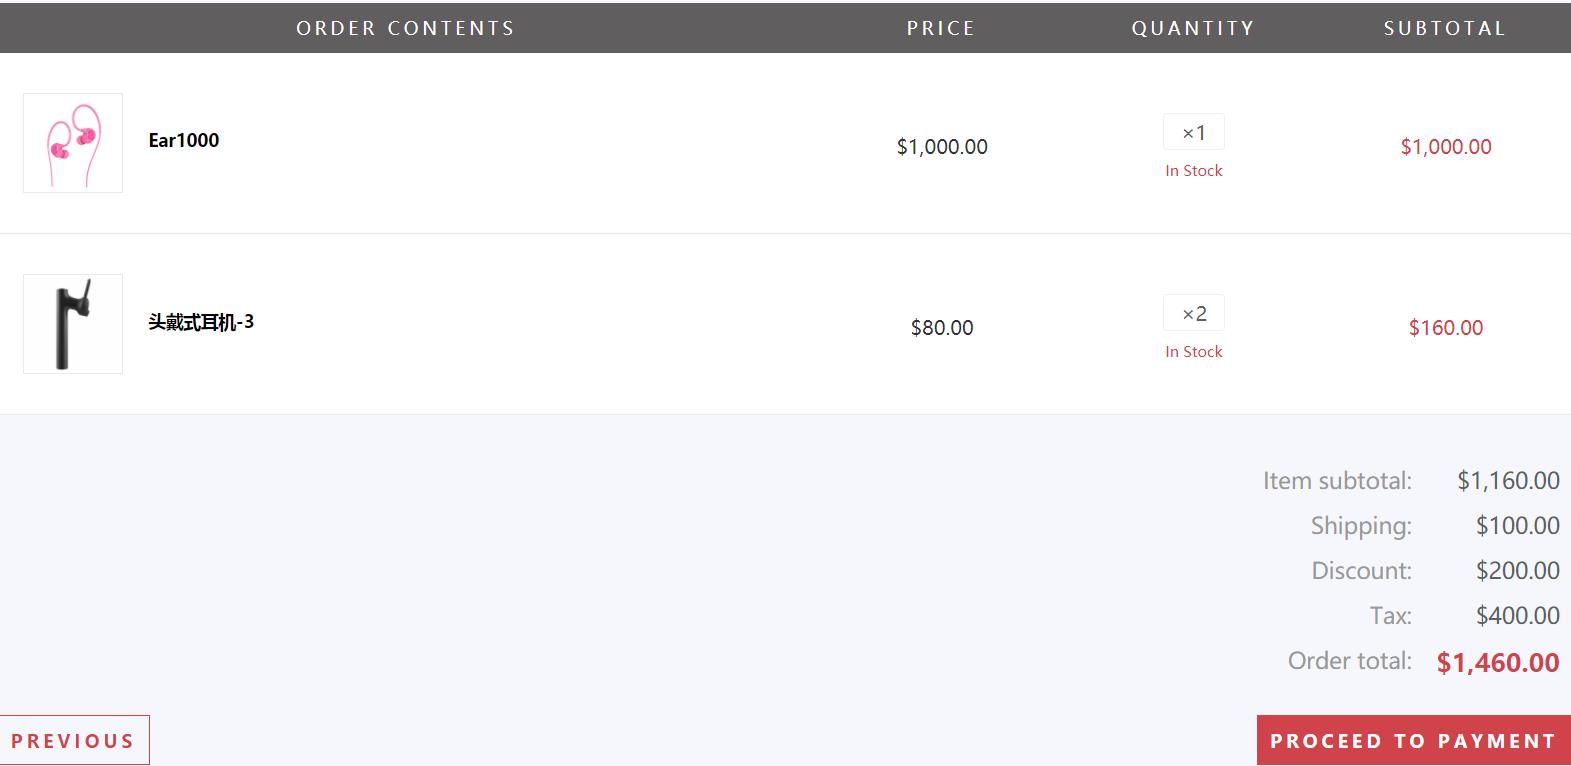 ORDER CONTENTS PRICE QUANTITY SUBTOTAL
Ear1000 $1,000.00 ×1 $1,000.00
In Stock
头戴式耳机-3 $80.00 ×2 $160.00
In Stock
Item subtotal: $1,160.00
Shipping: $100.00
Discount: $200.00
Tax: $400.00
Order total: $1,460.00
PREVIOUS PROCEED TO PAYMENT